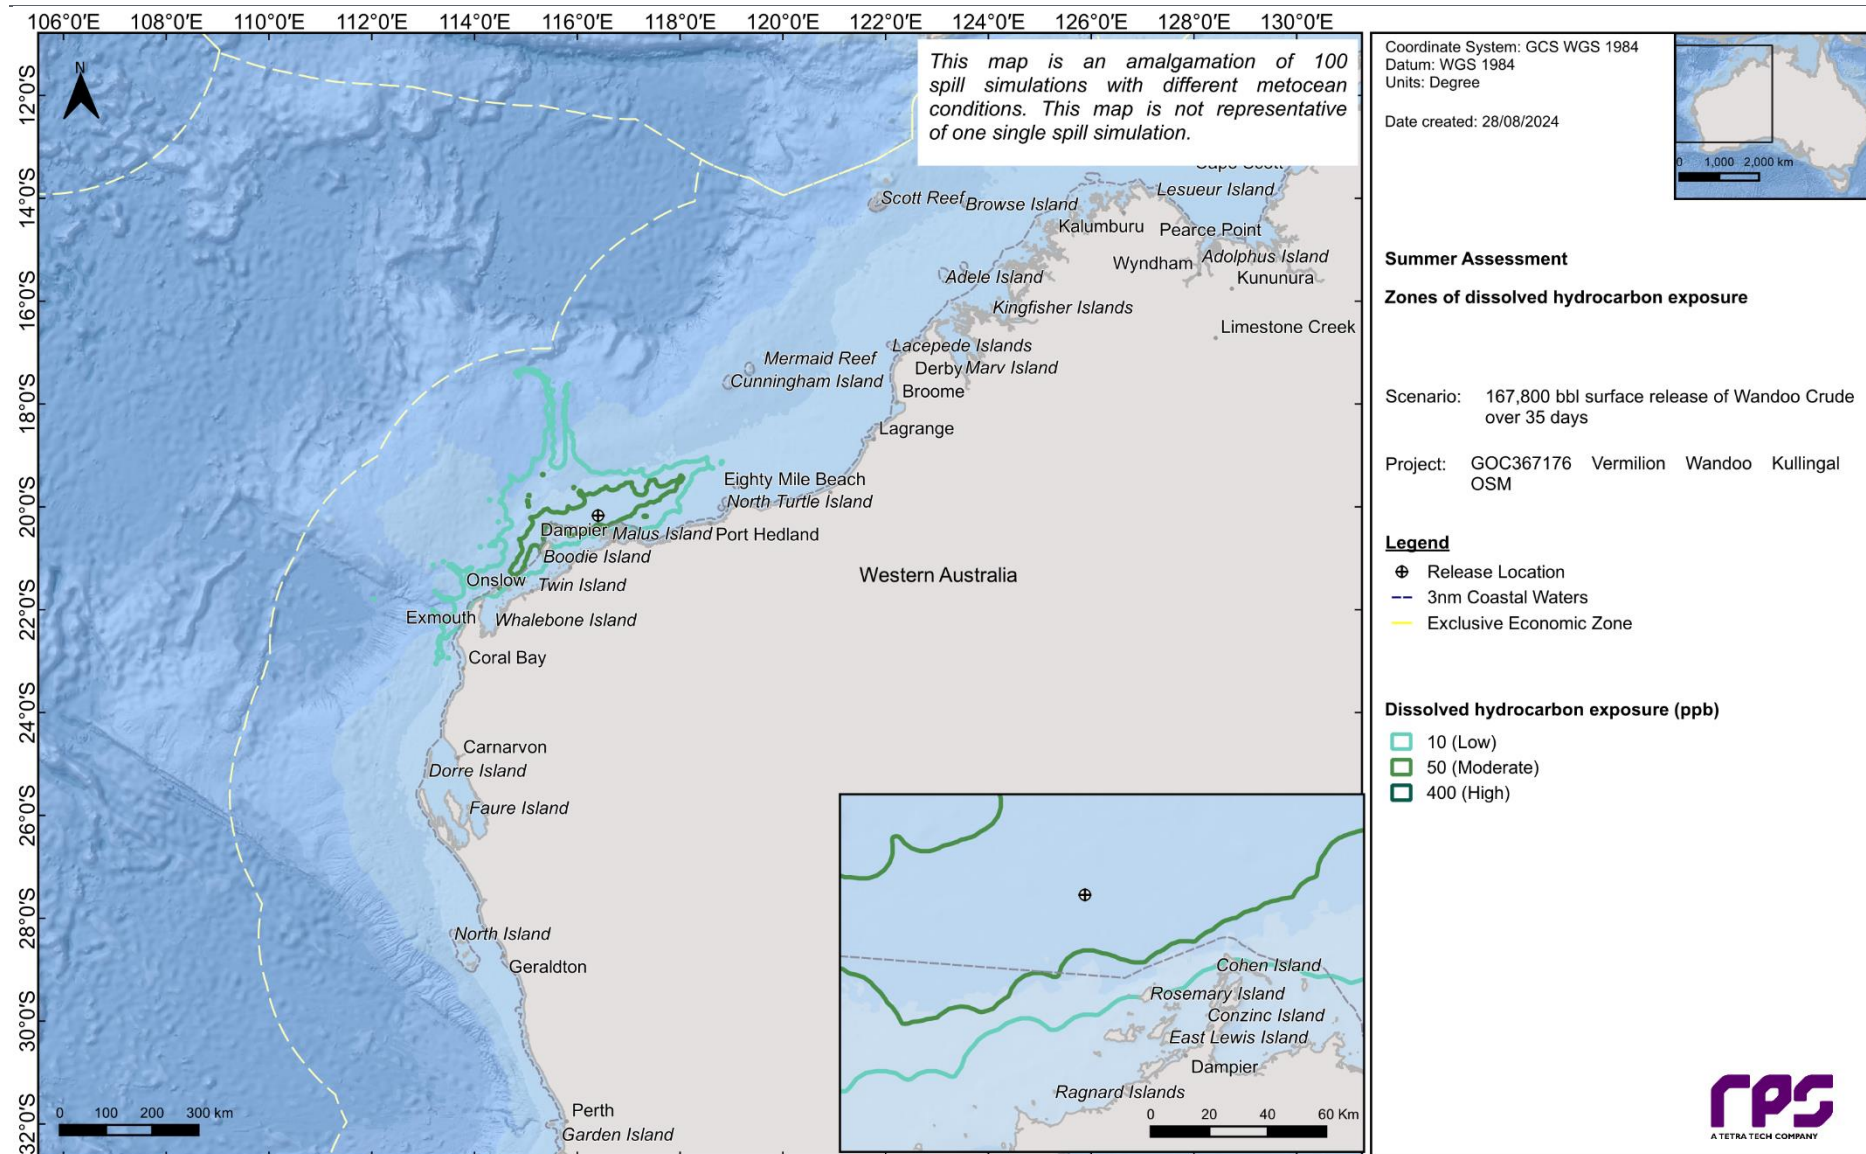 106°0'E 108°0'E 110°0'E 112°0'E 114°0'E 116°0'E 118°0'E 120°0'E 122°0'E 124°0'E 126°0'E 128°0'E 130°0'E
12°0'S
14°0'S
16°0'S
18°0'S
20°0'S
22°0'S
24°0'S
26°0'S
28°0'S
30°0'S
32°0'S
N
This map is an amalgamation of 100
spill simulations with different metocean
conditions. This map is not representative
of one single spill simulation.
Cape Scott
Lesueur Island
Scott Reef
Browse Island
Kalumburu
Pearce Point
Wyndham
Adolphus Island
Kununura
Adele Island
Kingfisher Islands
Limestone Creek
Lacepede Islands
Mermaid Reef
Derby
Marv Island
Cunningham Island
Broome
Lagrange
Eighty Mile Beach
North Turtle Island
Dampier
Malus Island
Port Hedland
Boodie Island
Onslow
Twin Island
Western Australia
Exmouth
Whalebone Island
Coral Bay
Carnarvon
Dorre Island
Faure Island
North Island
Geraldton
Perth
Garden Island
0 100 200 300 km
Cohen Island
Rosemary Island
Conzinc Island
East Lewis Island
Dampier
Ragnard Islands
0 20 40 60 Km
Coordinate System: GCS WGS 1984
Datum: WGS 1984
Units: Degree
Date created: 28/08/2024
0 1,000 2,000 km
Summer Assessment
Zones of dissolved hydrocarbon exposure
Scenario: 167,800 bbl surface release of Wandoo Crude
over 35 days
Project: GOC367176 Vermilion Wandoo Kullingal
OSM
Legend
Release Location
3nm Coastal Waters
Exclusive Economic Zone
Dissolved hydrocarbon exposure (ppb)
10 (Low)
50 (Moderate)
400 (High)
rps
A TETRA TECH COMPANY